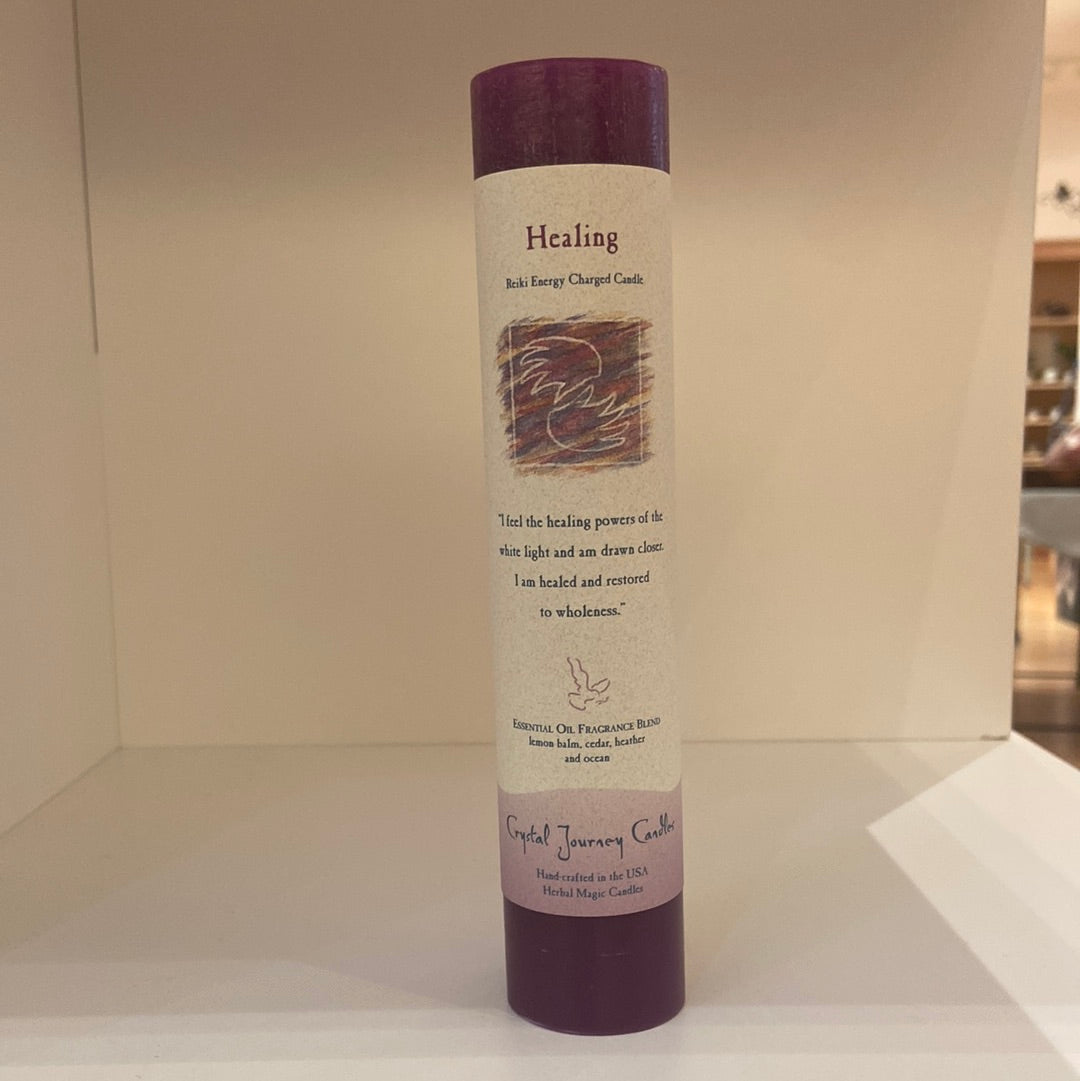 Healing
Reiki Energy Charged Candle
"I feel the healing powers of the
white light and am drawn closer.
I am healed and restored
to wholeness."
ESSENTIAL OIL FRAGRANCE BLEND
lemon balm, cedar, heather
and ocean
Crystal Journey Candles
Hand-crafted in the USA
Herbal Magic Candles